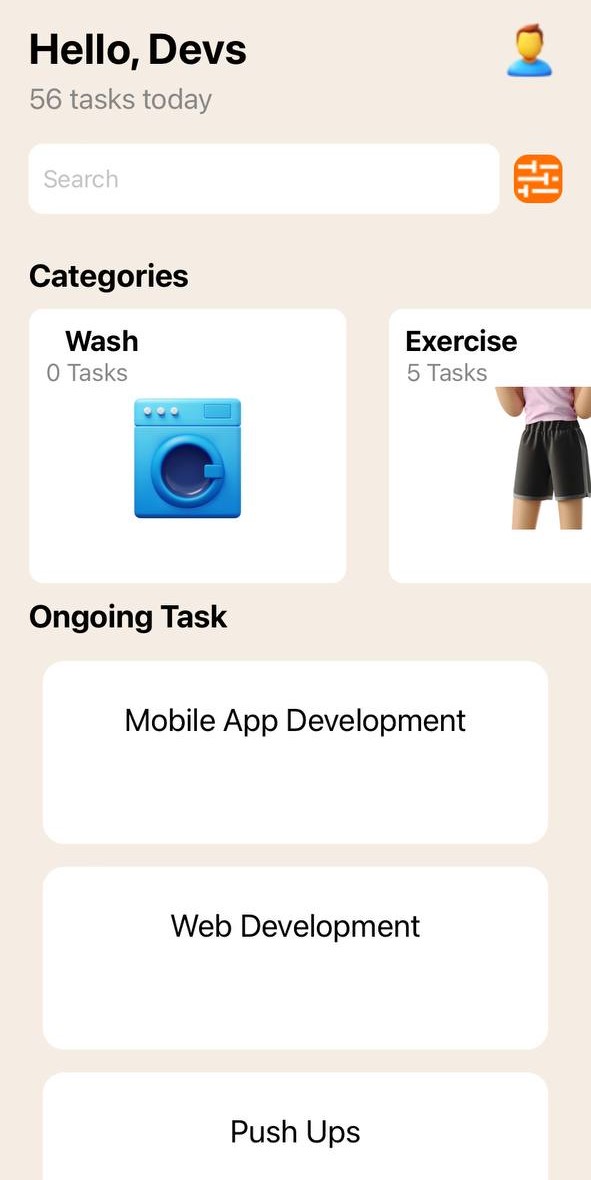 Hello, Devs
56 tasks today
Search
Categories
Wash
0 Tasks
Exercise
5 Tasks
Ongoing Task
Mobile App Development
Web Development
Push Ups